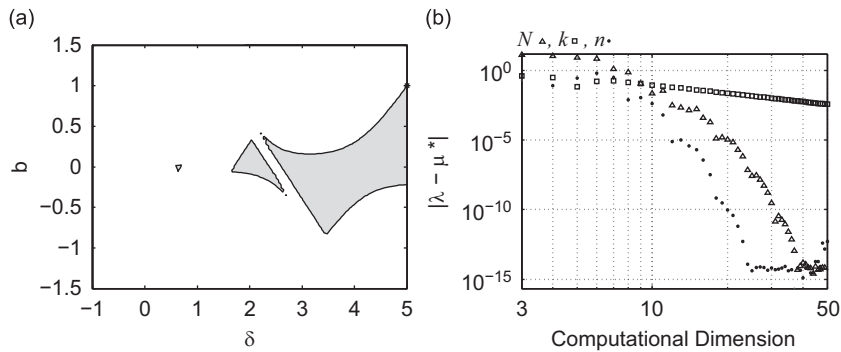 (a)
1.5
1
0.5
0
−0.5
−1
−1.5
b
−1 0 1 2 3 4 5
δ
(b)
N △, k □, n •
10^0
10^−5
10^−10
10^−15
|λ − μ*|
3 10 50
Computational Dimension